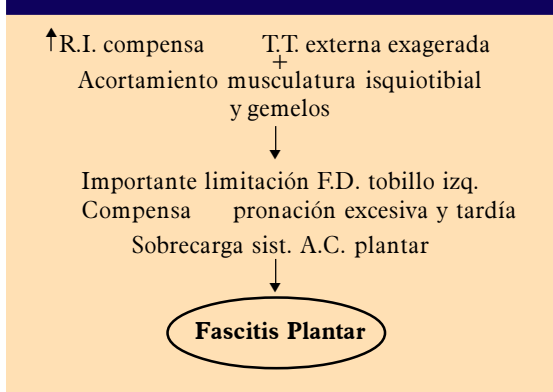 ↑R.I. compensa T.T. externa exagerada
+
Acortamiento musculatura isquiotibial
y gemelos
Importante limitación F.D. tobillo izq.
Compensa pronación excesiva y tardía
Sobrecarga sist. A.C. plantar
Fascitis Plantar